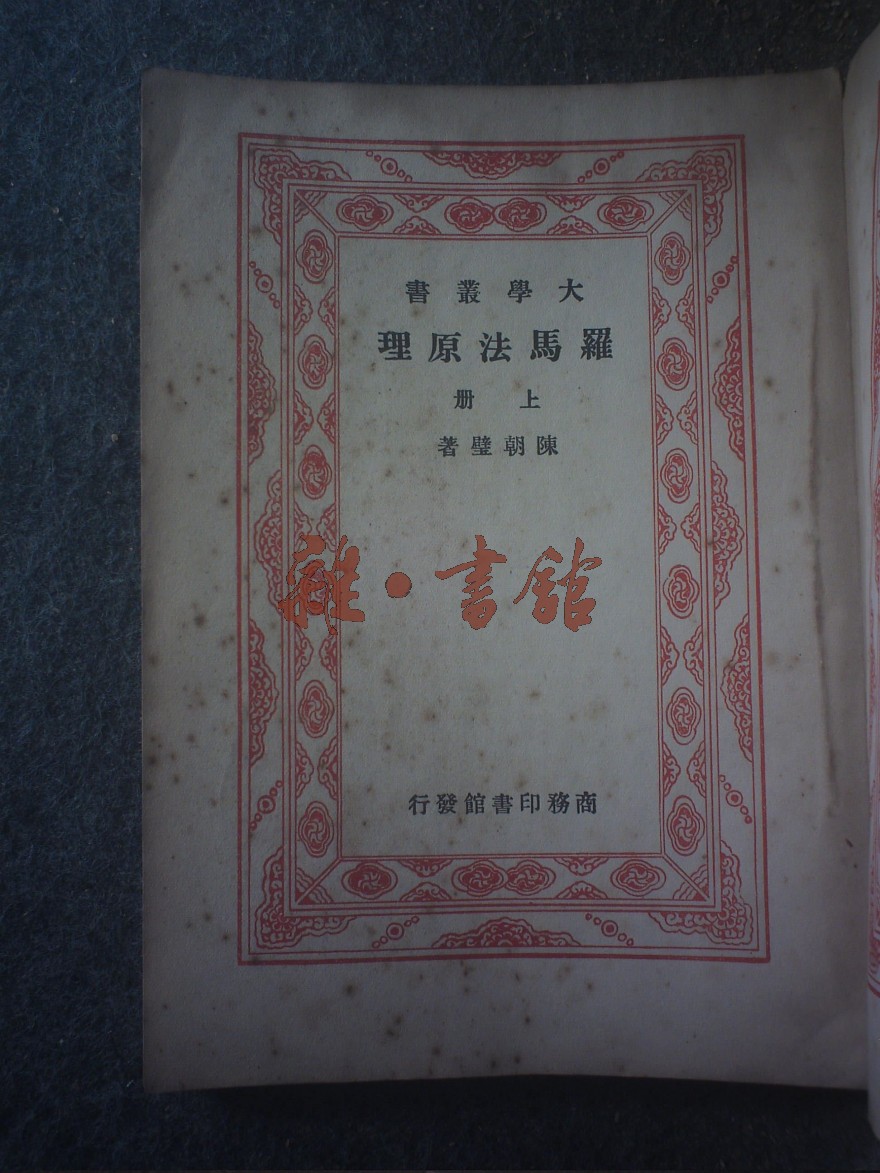 大學叢書
羅馬法原理
上册
陳朝璧著
雜·書館
商務印書館發行